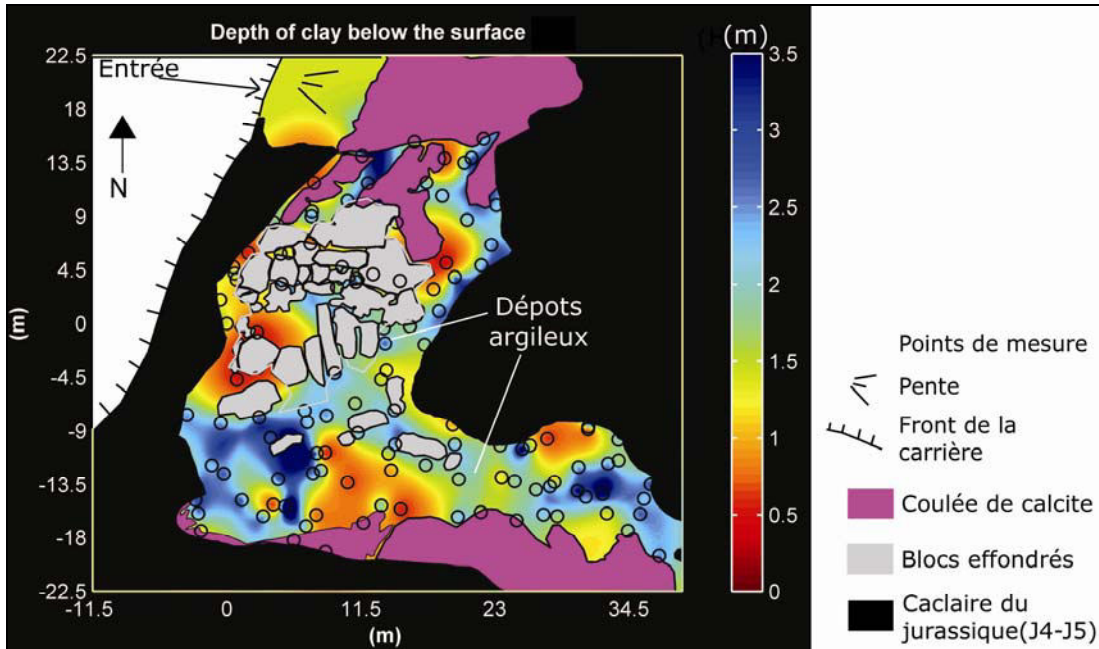 Depth of clay below the surface
(m)
22.5
18
13.5
9
4.5
0
-4.5
-9
-13.5
-18
-22.5
(m)
Entrée
N
Dépots
argileux
-11.5
0
11.5
23
34.5
(m)
3.5
3
2.5
2
1.5
1
0.5
0
Points de mesure
Pente
Front de la
carrière
Coulée de calcite
Blocs effondrés
Caclaire du
jurassique(J4-J5)